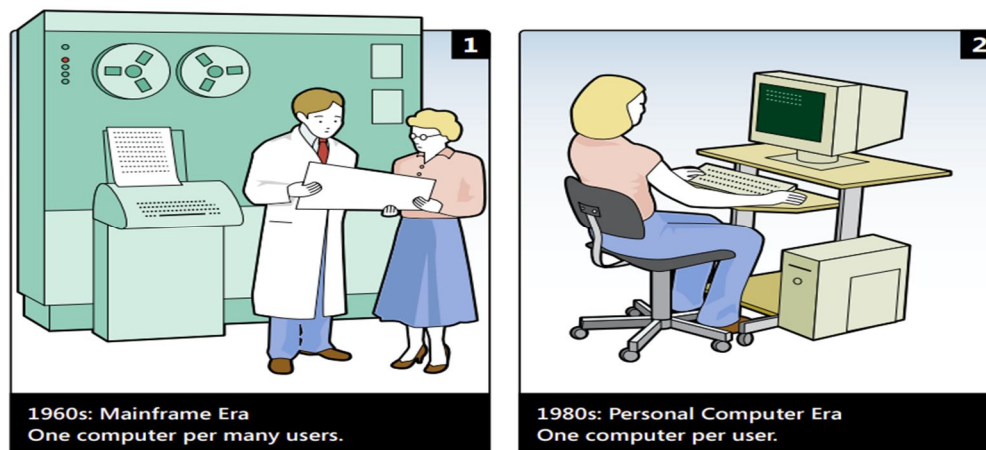 1
1960s: Mainframe Era
One computer per many users.
2
1980s: Personal Computer Era
One computer per user.